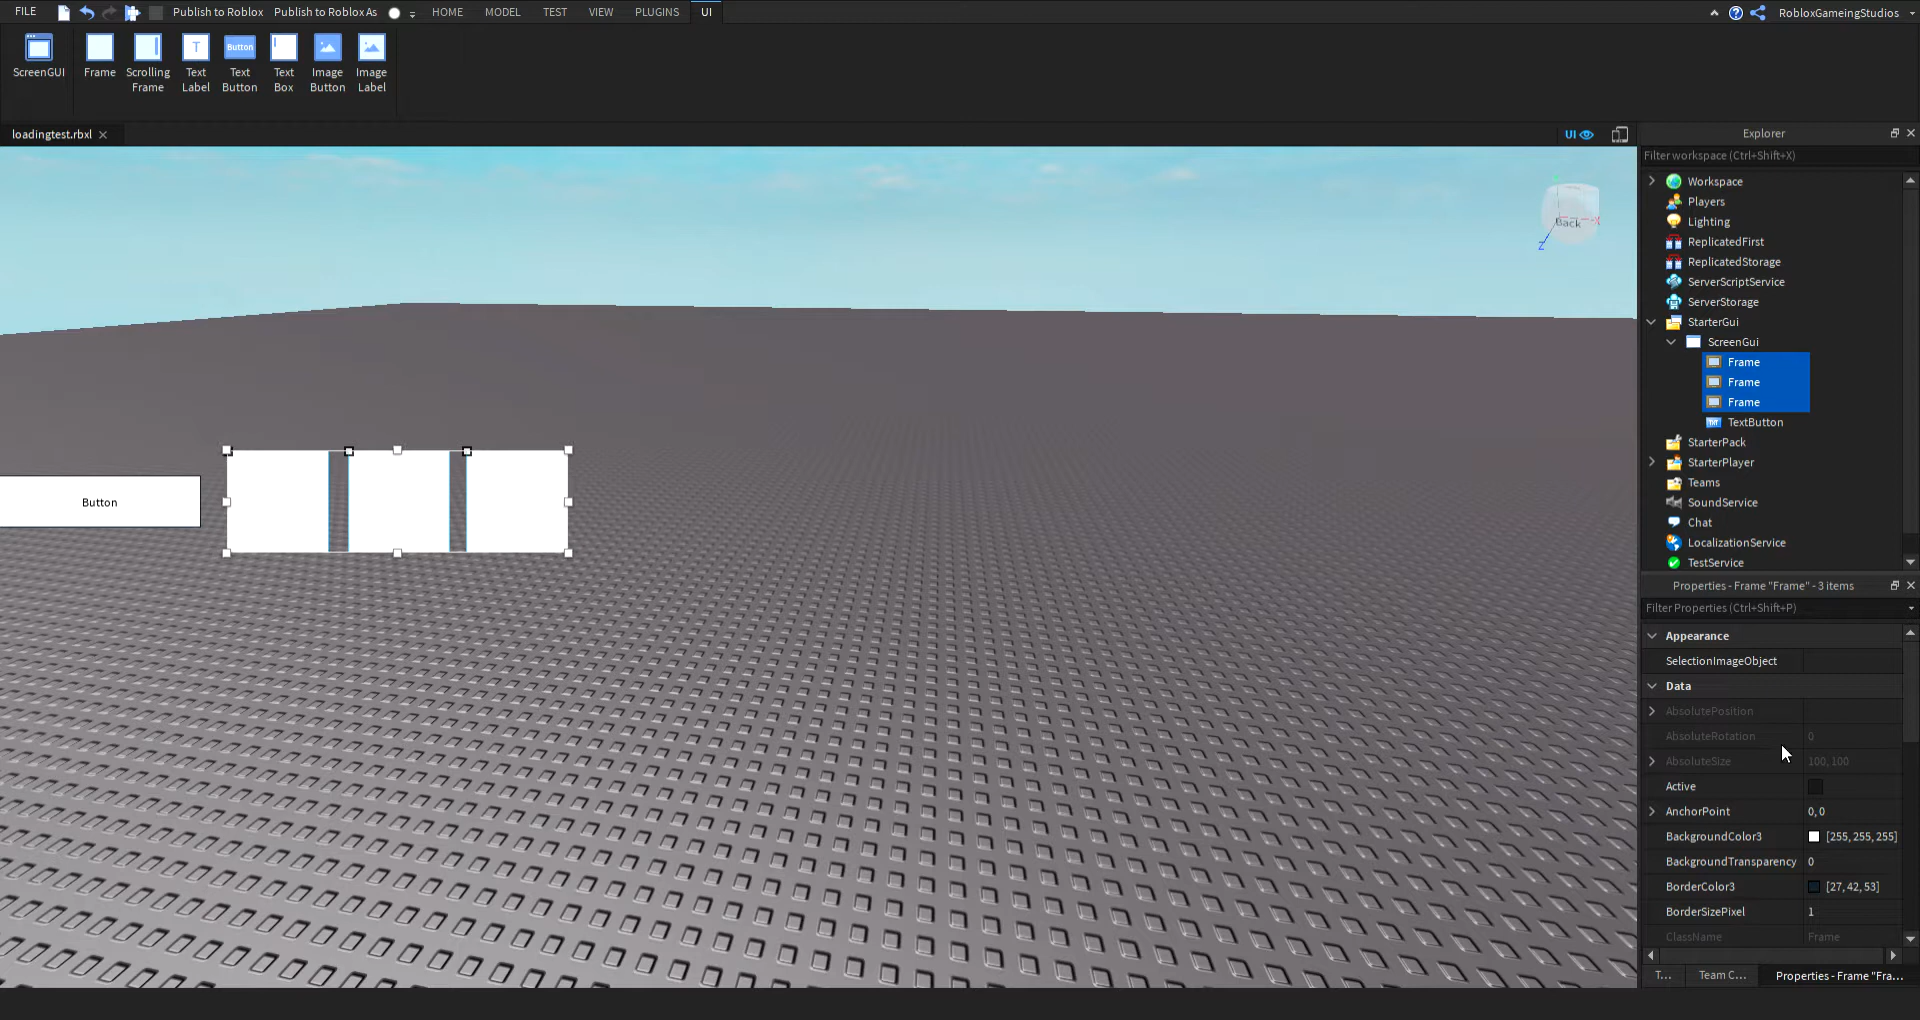 FILE
Publish to Roblox
Publish to Roblox As
HOME
MODEL
TEST
VIEW
PLUGINS
UI
RobloxGameingStudios
ScreenGUI
Frame
Scrolling
Frame
Text
Label
Button
Text
Button
Text
Box
Image
Button
Image
Label
T
loadingtest.rbxl
UI
Back
X
Z
Button
Explorer
Filter workspace (Ctrl+Shift+X)
Workspace
Players
Lighting
ReplicatedFirst
ReplicatedStorage
ServerScriptService
ServerStorage
StarterGui
ScreenGui
Frame
Frame
Frame
TextButton
StarterPack
StarterPlayer
Teams
SoundService
Chat
LocalizationService
TestService
Properties - Frame "Frame" - 3 items
Filter Properties (Ctrl+Shift+P)
Appearance
SelectionImageObject
Data
AbsolutePosition
AbsoluteRotation 0
AbsoluteSize 100, 100
Active
AnchorPoint 0, 0
BackgroundColor3 [255, 255, 255]
BackgroundTransparency 0
BorderColor3 [27, 42, 53]
BorderSizePixel 1
ClassName Frame
T...
Team C...
Properties - Frame "Fra...